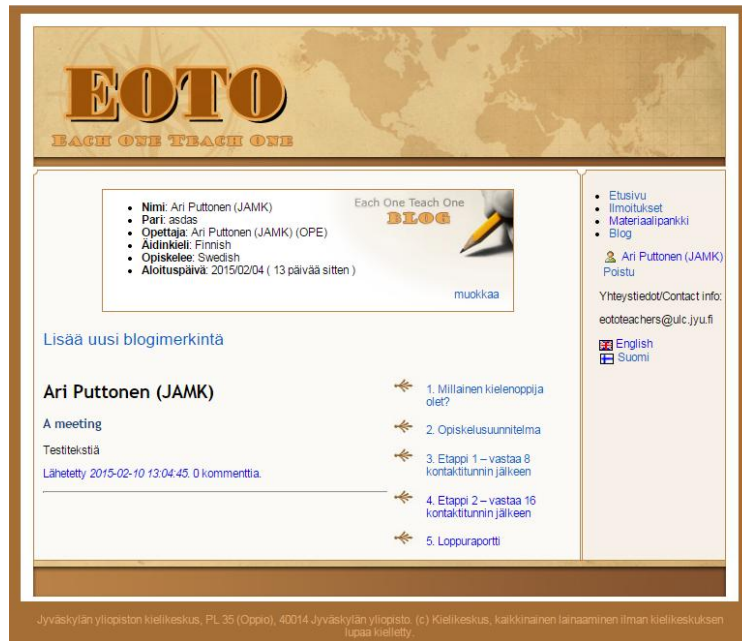 EOTO
EACH ONE TEACH ONE
Nimi: Ari Puttonen (JAMK)
Pari: asdas
Opettaja: Ari Puttonen (JAMK) (OPE)
Äidinkieli: Finnish
Opiskelee: Swedish
Aloituspäivä: 2015/02/04 ( 13 päivää sitten )
Each One Teach One
BLOG
muokkaa
Lisää uusi blogimerkintä
Ari Puttonen (JAMK)
A meeting
Testitekstiä
Lähetetty 2015-02-10 13:04:45. 0 kommenttia.
1. Millainen kielenoppija
olet?
2. Opiskelusuunnitelma
3. Etappi 1 – vastaa 8
kontaktitunnin jälkeen
4. Etappi 2 – vastaa 16
kontaktitunnin jälkeen
5. Loppuraportti
Etusivu
Ilmoitukset
Materiaalipankki
Blog
Ari Puttonen (JAMK)
Poistu
Yhteystiedot/Contact info:
eototeachers@ulc.jyu.fi
English
Suomi
Jyväskylän yliopiston kielikeskus, PL 35 (Oppio), 40014 Jyväskylän yliopisto. (c) Kielikeskus, kaikkinainen lainaaminen ilman kielikeskuksen
lupaa kielletty.